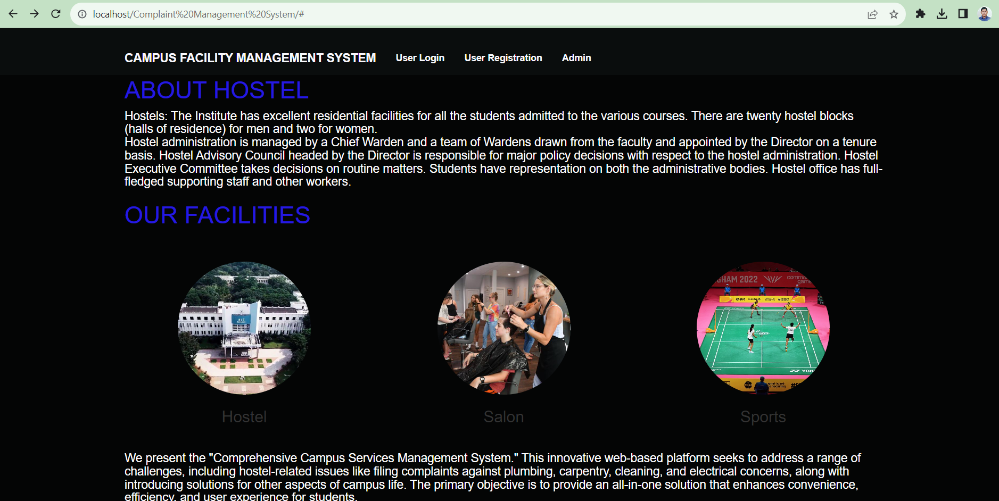 localhost/Complaint%20Management%20System/#
CAMPUS FACILITY MANAGEMENT SYSTEM User Login User Registration Admin
ABOUT HOSTEL
Hostels: The Institute has excellent residential facilities for all the students admitted to the various courses. There are twenty hostel blocks
(halls of residence) for men and two for women.
Hostel administration is managed by a Chief Warden and a team of Wardens drawn from the faculty and appointed by the Director on a tenure
basis. Hostel Advisory Council headed by the Director is responsible for major policy decisions with respect to the hostel administration. Hostel
Executive Committee takes decisions on routine matters. Students have representation on both the administrative bodies. Hostel office has full-
fledged supporting staff and other workers.
OUR FACILITIES
GHAM 2022
Hostel
Salon
Sports
We present the "Comprehensive Campus Services Management System." This innovative web-based platform seeks to address a range of
challenges, including hostel-related issues like filing complaints against plumbing, carpentry, cleaning, and electrical concerns, along with
introducing solutions for other aspects of campus life. The primary objective is to provide an all-in-one solution that enhances convenience,
efficiency, and user experience for students.